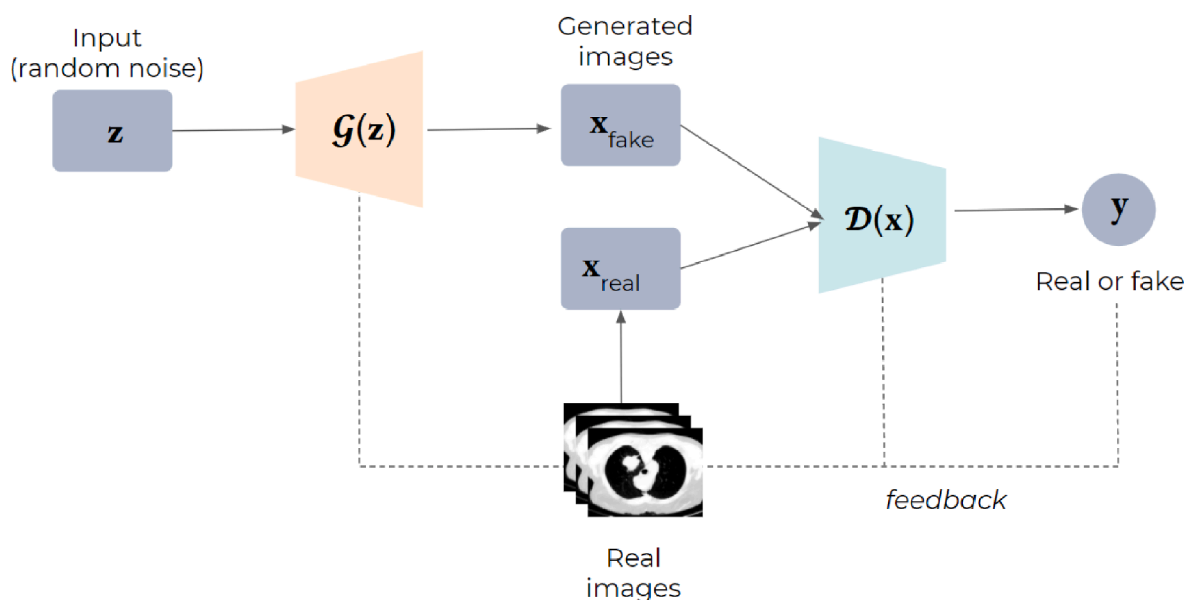 Input
(random noise)
z
𝓖(z)
Generated
images
x_fake
x_real
𝓓(x)
y
Real or fake
feedback
Real
images